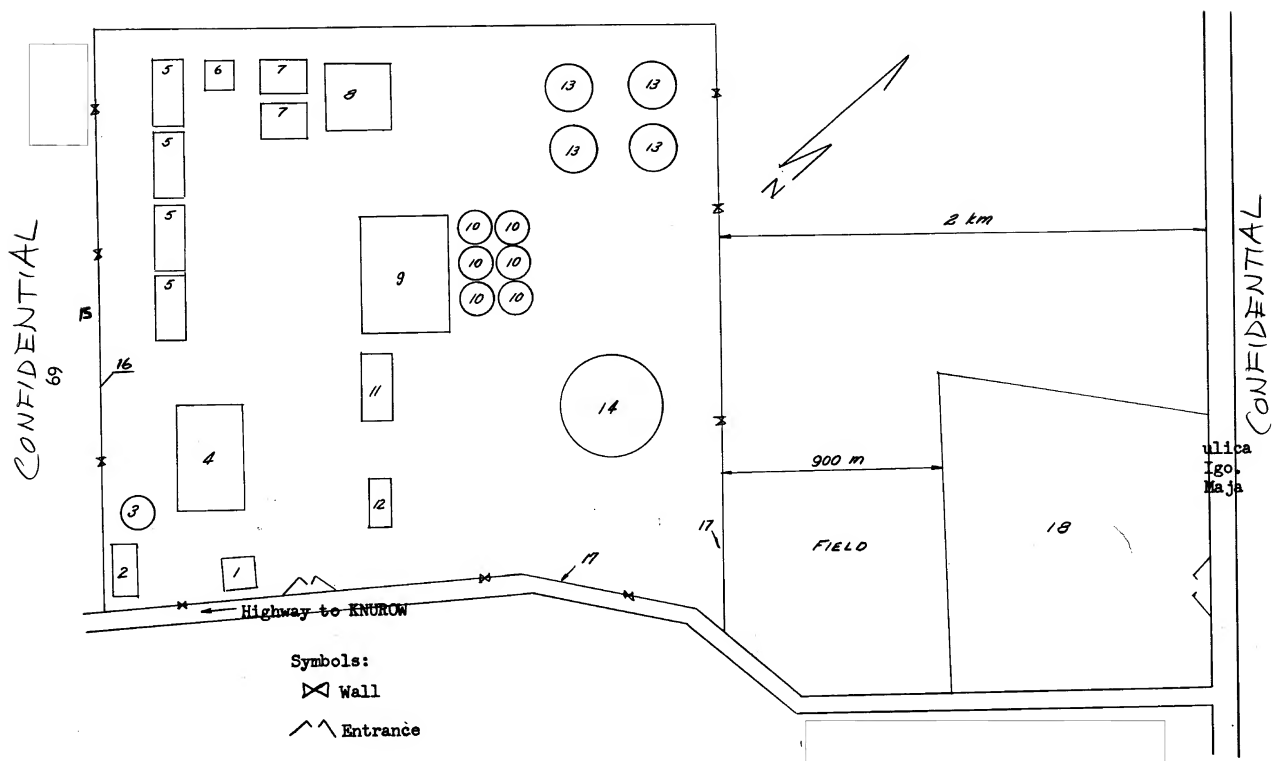 5
6
7
8
13
13
5
7
13
13
N
5
10
10
2 km
9
10
10
CONFIDENTIAL
69
CONFIDENTIAL
5
10
10
15
16
11
14
4
900 m
ulica
Igo.
Maja
12
3
17
18
FIELD
2
1
17
Highway to KNUROW
Symbols:
Wall
Entrance